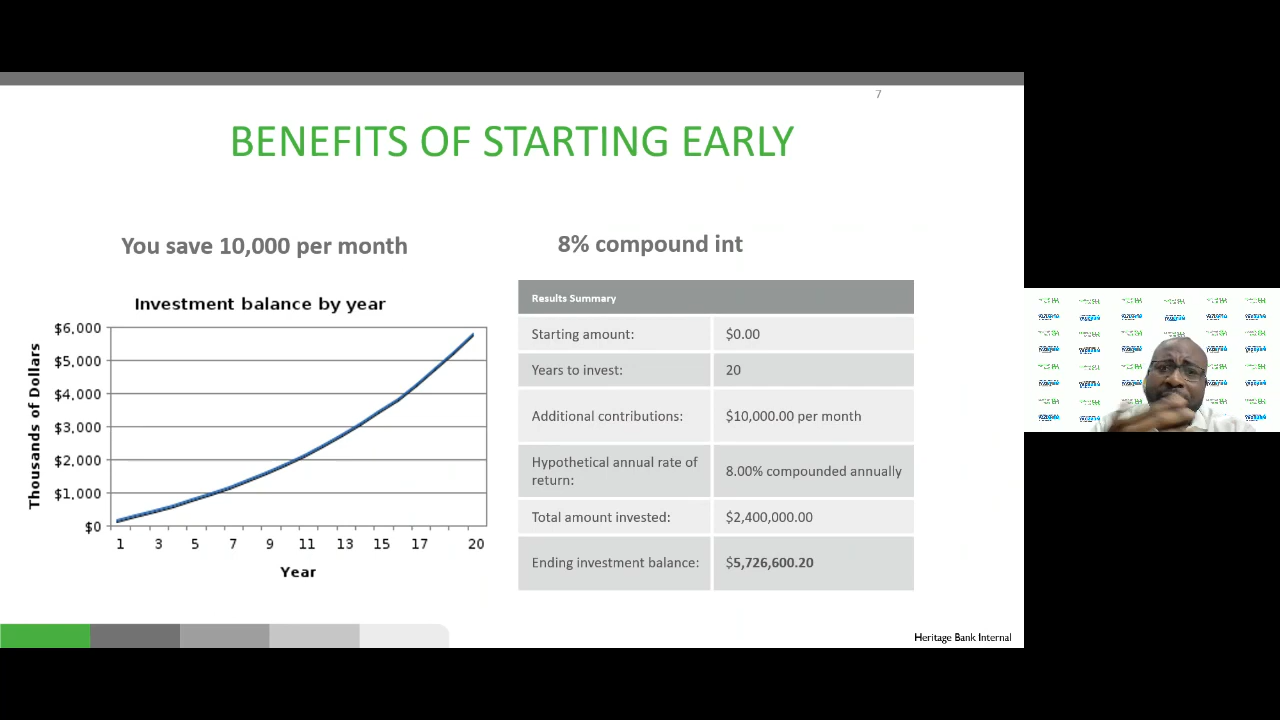 7
BENEFITS OF STARTING EARLY
You save 10,000 per month
8% compound int
Investment balance by year
Thousands of Dollars
$6,000
$5,000
$4,000
$3,000
$2,000
$1,000
$0
1 3 5 7 9 11 13 15 17 20
Year
Results Summary
Starting amount: $0.00
Years to invest: 20
Additional contributions: $10,000.00 per month
Hypothetical annual rate of
return: 8.00% compounded annually
Total amount invested: $2,400,000.00
Ending investment balance: $5,726,600.20
Heritage Bank Internal